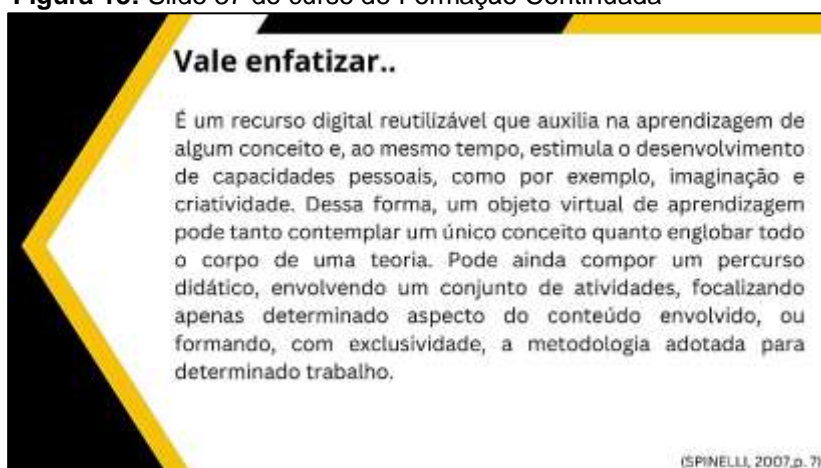 Figura 15: Slide 37 do curso de Formação Continuada
Vale enfatizar..
É um recurso digital reutilizável que auxilia na aprendizagem de
algum conceito e, ao mesmo tempo, estimula o desenvolvimento
de capacidades pessoais, como por exemplo, imaginação e
criatividade. Dessa forma, um objeto virtual de aprendizagem
pode tanto contemplar um único conceito quanto englobar todo
o corpo de uma teoria. Pode ainda compor um percurso
didático, envolvendo um conjunto de atividades, focalizando
apenas determinado aspecto do conteúdo envolvido, ou
formando, com exclusividade, a metodologia adotada para
determinado trabalho.
(SPINELLI, 2007,p. 7)